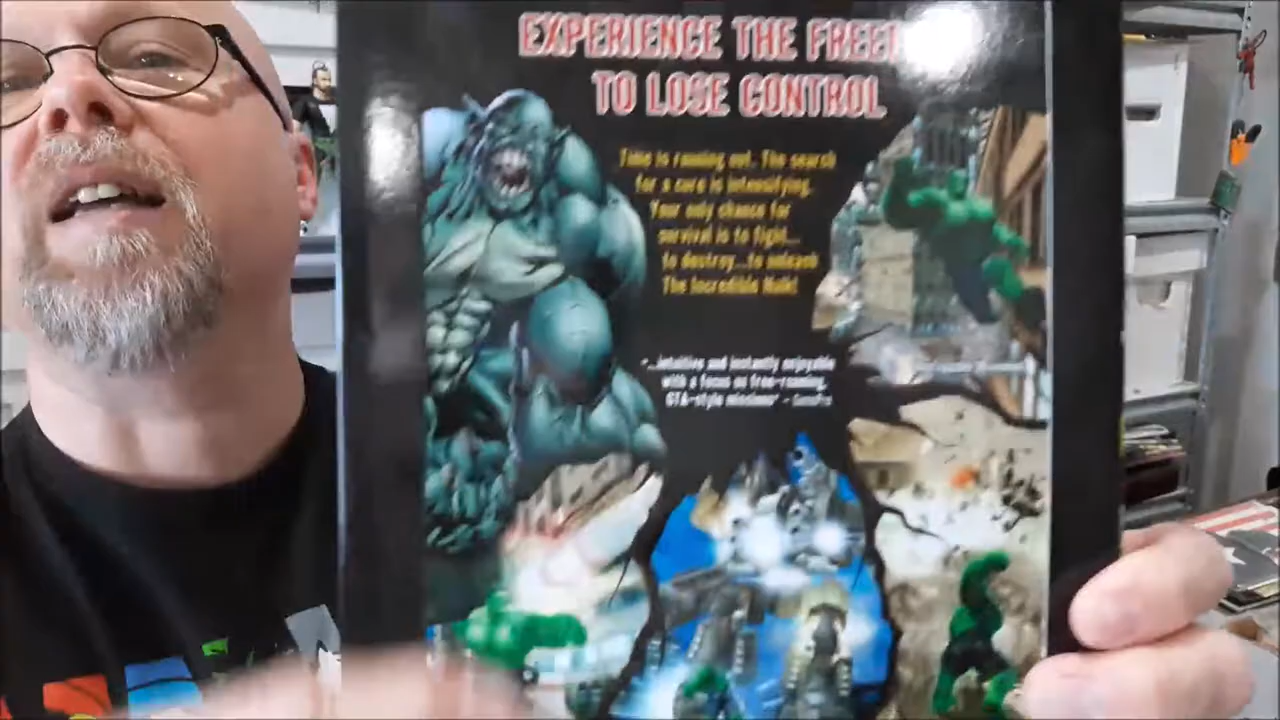 EXPERIENCE THE FREE
TO LOSE CONTROL
Time is running out. The search
for a cure is intensifying.
Your only chance for
survival is to fight...
to destroy...to unleash
The Incredible Hulk!
"...intuitive and instantly enjoyable
with a focus on free-roaming,
GTA-style missions" - GamePro